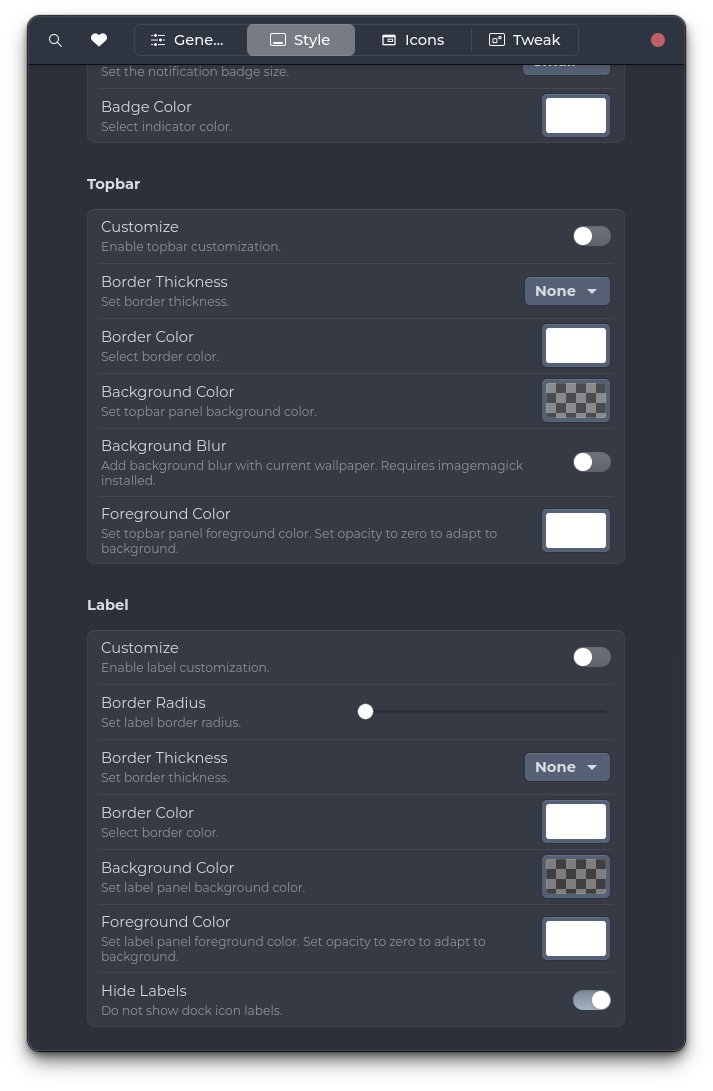 Gene...
Style
Icons
Tweak
Set the notification badge size.
Badge Color
Select indicator color.
Topbar
Customize
Enable topbar customization.
Border Thickness
Set border thickness.
None
Border Color
Select border color.
Background Color
Set topbar panel background color.
Background Blur
Add background blur with current wallpaper. Requires imagemagick
installed.
Foreground Color
Set topbar panel foreground color. Set opacity to zero to adapt to
background.
Label
Customize
Enable label customization.
Border Radius
Set label border radius.
Border Thickness
Set border thickness.
None
Border Color
Select border color.
Background Color
Set label panel background color.
Foreground Color
Set label panel foreground color. Set opacity to zero to adapt to
background.
Hide Labels
Do not show dock icon labels.